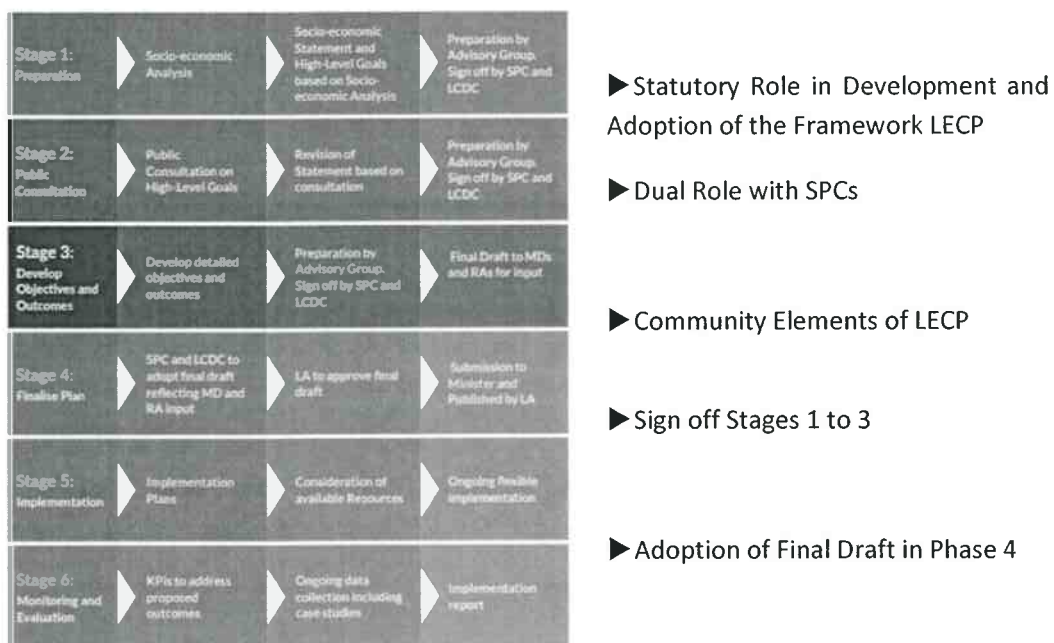 Stage 1:
Preparation
Socio-economic
Analysis
Socio-economic
Statement and
High-Level Goals
based on Socio-
economic Analysis
Preparation by
Advisory Group.
Sign off by SPC and
LCDC
Stage 2:
Public
Consultation
Public
Consultation on
High-Level Goals
Revision of
Statement based on
consultation
Preparation by
Advisory Group.
Sign off by SPC and
LCDC
Stage 3:
Develop
Objectives and
Outcomes
Develop detailed
objectives and
outcomes
Preparation by
Advisory Group.
Sign off by SPC and
LCDC
Final Draft to MDs
and RAs for input
Stage 4:
Finalise Plan
SPC and LCDC to
adopt final draft
reflecting MD and
RA input
LA to approve final
draft
Submission to
Minister and
Published by LA
Stage 5:
Implementation
Implementation
Plans
Consideration of
available Resources
Ongoing flexible
implementation
Stage 6:
Monitoring and
Evaluation
KPIs to address
proposed
outcomes
Ongoing data
collection including
case studies
Implementation
report
▶Statutory Role in Development and
Adoption of the Framework LECP
▶Dual Role with SPCs
▶Community Elements of LECP
▶Sign off Stages 1 to 3
▶Adoption of Final Draft in Phase 4